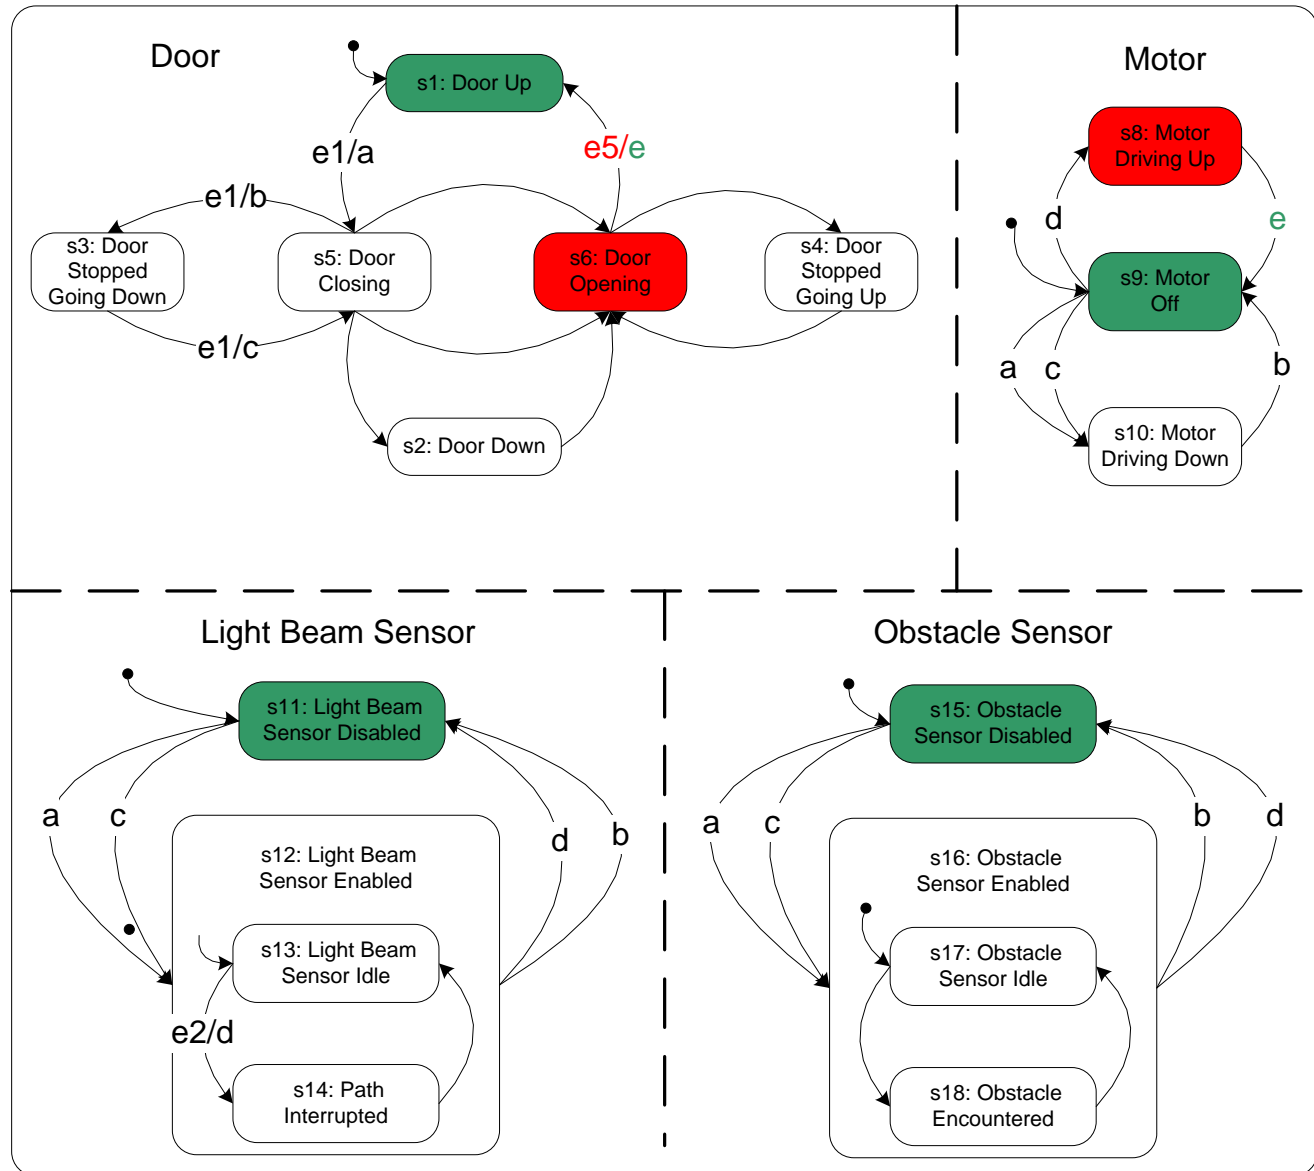 Door
s1: Door Up
e1/a
e5/e
e1/b
s3: Door
Stopped
Going Down
s5: Door
Closing
s6: Door
Opening
s4: Door
Stopped
Going Up
e1/c
s2: Door Down
Motor
s8: Motor
Driving Up
d
e
s9: Motor
Off
a
c
b
s10: Motor
Driving Down
Light Beam Sensor
s11: Light Beam
Sensor Disabled
a
c
d
b
s12: Light Beam
Sensor Enabled
s13: Light Beam
Sensor Idle
e2/d
s14: Path
Interrupted
Obstacle Sensor
s15: Obstacle
Sensor Disabled
a
c
b
d
s16: Obstacle
Sensor Enabled
s17: Obstacle
Sensor Idle
s18: Obstacle
Encountered